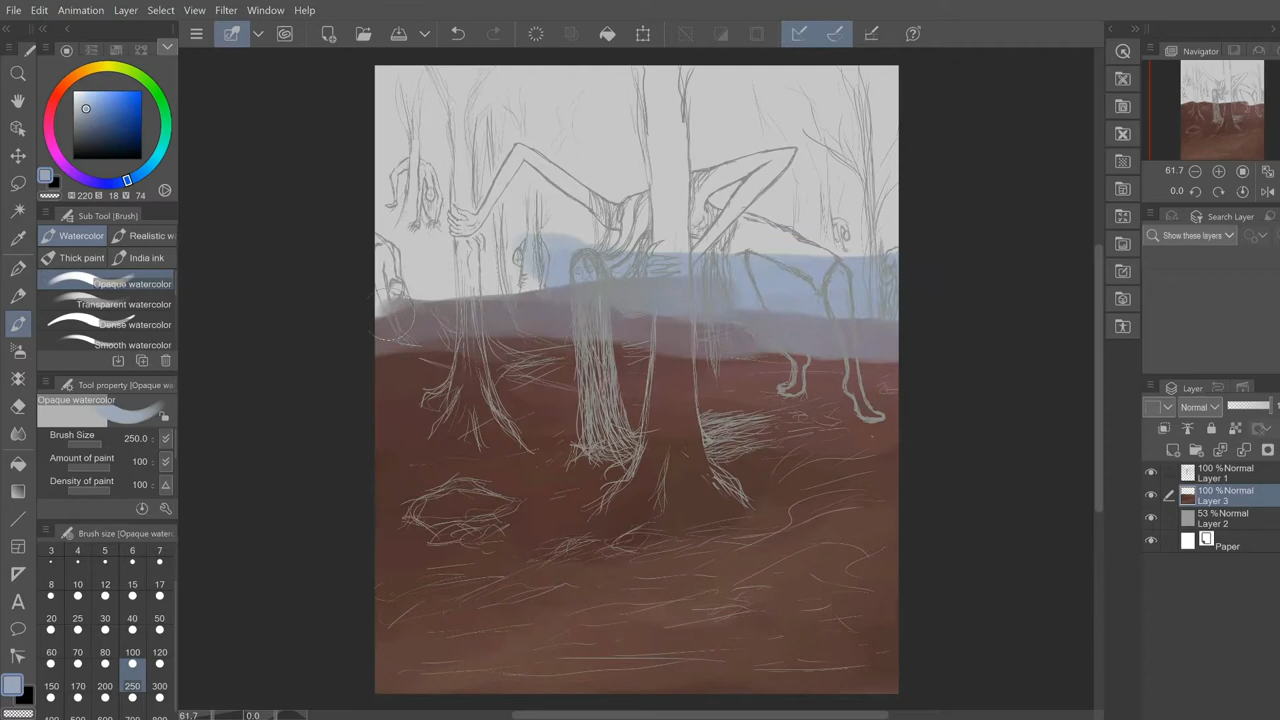 File Edit Animation Layer Select View Filter Window Help
Navigator
61.7
0.0
H 220 S 18 V 74
Sub Tool [Brush]
Watercolor Realistic w
Thick paint India ink
Opaque watercolor
Transparent watercolor
Dense watercolor
Smooth watercolor
Search Layer
Show these layers
Tool property [Opaque wa
Opaque watercolor
Brush Size 250.0
Amount of paint 100
Density of paint 100
Layer
Normal
100 %Normal
Layer 1
100 %Normal
Layer 3
53 %Normal
Layer 2
Paper
Brush size [Opaque waterc
3 4 5 6 7
8 10 12 15 17
20 25 30 40 50
60 70 80 100 120
150 170 200 250 300
61.7 0.0